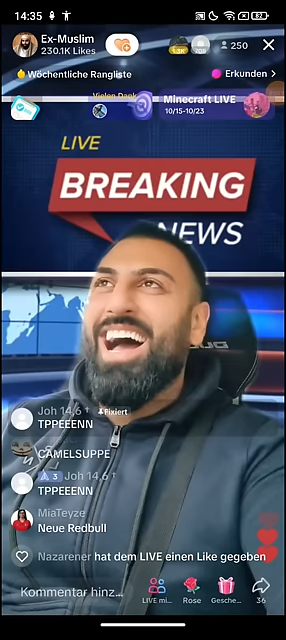 14:35
82
Ex-Muslim
230.1K Likes
250
Wöchentliche Rangliste
Erkunden >
Vielen Dank
Minecraft LIVE
10/15-10/23
LIVE
BREAKING
NEWS
Joh 14,6 † Fixiert
TPPEEENN
CAMELSUPPE
3 Joh 14,6 †
TPPEEENN
MiaTeyze
Neue Redbull
Nazarener hat dem LIVE einen Like gegeben
Kommentar hinz...
LIVE mi...
Rose
Gesche...
36